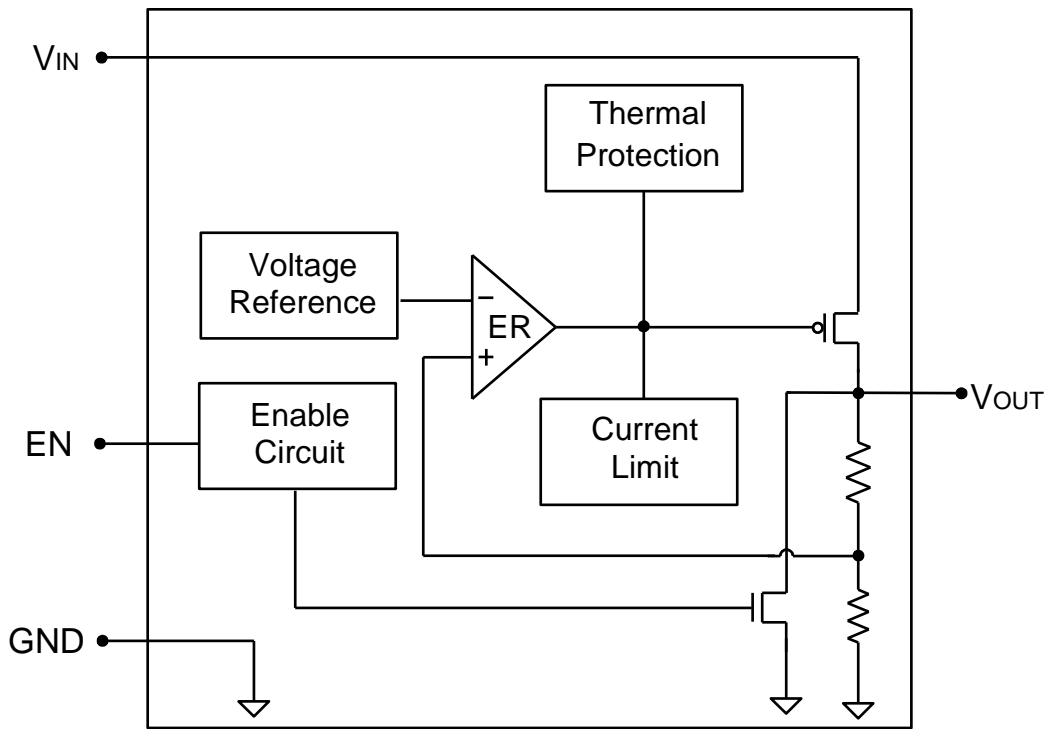 VIN
Thermal
Protection
Voltage
Reference
−
ER
+
Enable
Circuit
EN
Current
Limit
VOUT
GND